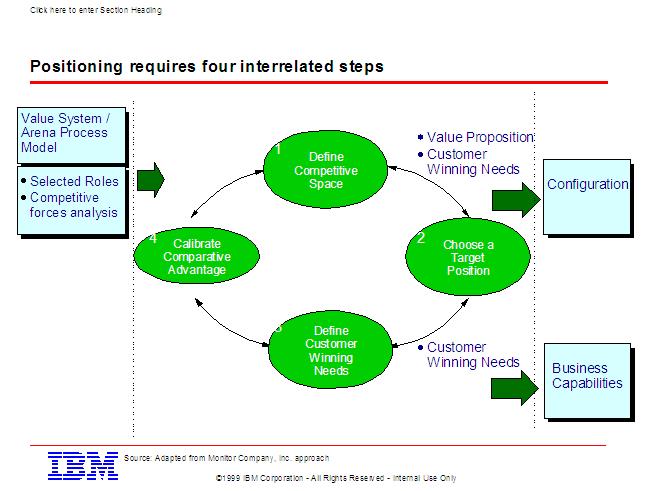 Click here to enter Section Heading
Positioning requires four interrelated steps
Value System /
Arena Process
Model
• Selected Roles
• Competitive
forces analysis
1
Define
Competitive
Space
• Value Proposition
• Customer
Winning Needs
Configuration
4
Calibrate
Comparative
Advantage
2
Choose a
Target
Position
3
Define
Customer
Winning
Needs
• Customer
Winning Needs
Business
Capabilities
IBM
Source: Adapted from Monitor Company, Inc. approach
©1999 IBM Corporation - All Rights Reserved - Internal Use Only